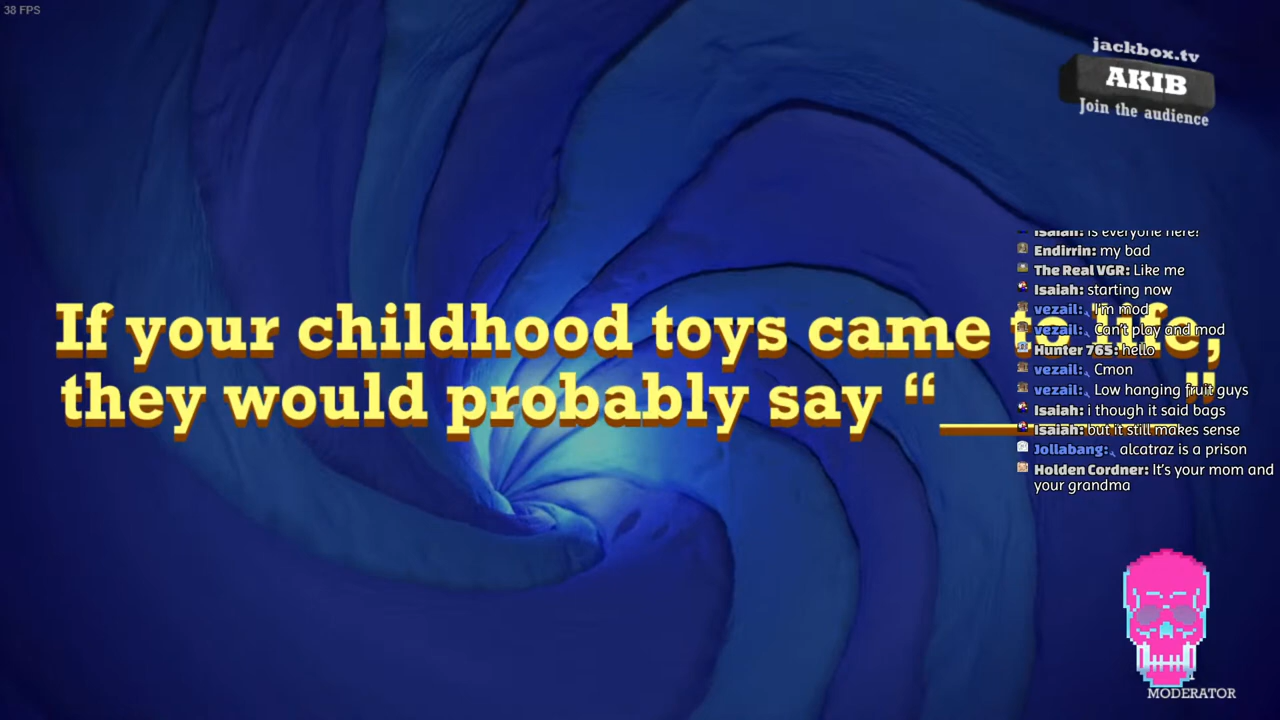 38 FPS
jackbox.tv
AKIB
Join the audience
If your childhood toys came to life,
they would probably say “______”
Isaiah: is everyone here?
Endirrin: my bad
The Real VGR: Like me
Isaiah: starting now
vezail: I'm mod
vezail: Can't play and mod
Hunter 765: hello
vezail: Cmon
vezail: Low hanging fruit guys
Isaiah: i though it said bags
Isaiah: but it still makes sense
Jollabang: alcatraz is a prison
Holden Cordner: It's your mom and
your grandma
MODERATOR